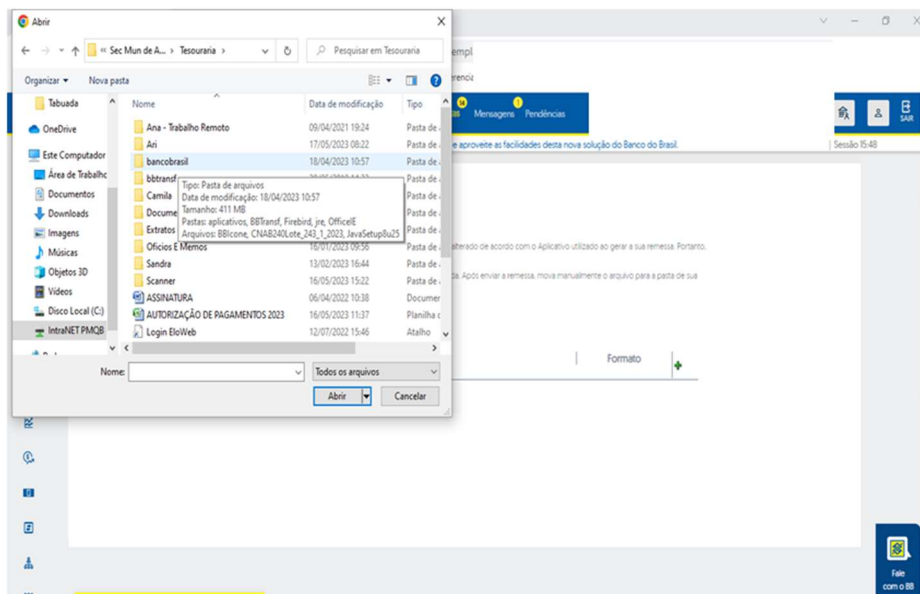 Abrir
« Sec Mun de A... › Tesouraria ›
Pesquisar em Tesouraria
Organizar
Nova pasta
Tabuada
OneDrive
Este Computador
Área de Trabalho
Documentos
Downloads
Imagens
Músicas
Objetos 3D
Vídeos
Disco Local (C:)
IntraNET PMQB
Nome Data de modificação Tipo
Ana - Trabalho Remoto 09/04/2021 19:24 Pasta de
Ari 17/05/2023 08:22 Pasta de
bancobrasil 18/04/2023 10:57 Pasta de
bbtransf Pasta de
Camila Pasta de
Docume Pasta de
Extratos Pasta de
Tipo: Pasta de arquivos
Data de modificação: 18/04/2023 10:57
Tamanho: 411 MB
Pastas: aplicativos, BBTransf, Firebird, jre, OfficeIE
Arquivos: BBIcone, CNAB240Lote_243_1_2023, JavaSetup8u25
Oficios E Memos 16/01/2023 09:56 Pasta de
Sandra 13/02/2023 16:44 Pasta de
Scanner 16/05/2023 15:22 Pasta de
ASSINATURA 06/04/2022 10:38 Documer
AUTORIZAÇÃO DE PAGAMENTOS 2023 16/05/2023 11:37 Planilha c
Login EloWeb 12/07/2022 15:46 Atalho
Nome:
Todos os arquivos
Abrir
Cancelar
empl
erencia
14
1
as Mensagens Pendências
SAIR
e aproveite as facilidades desta nova solução do Banco do Brasil.
Sessão 15:48
alterado de acordo com o Aplicativo utilizado ao gerar a sua remessa. Portanto,
da. Após enviar a remessa, mova manualmente o arquivo para a pasta de sua
Formato
Fale
com o BB